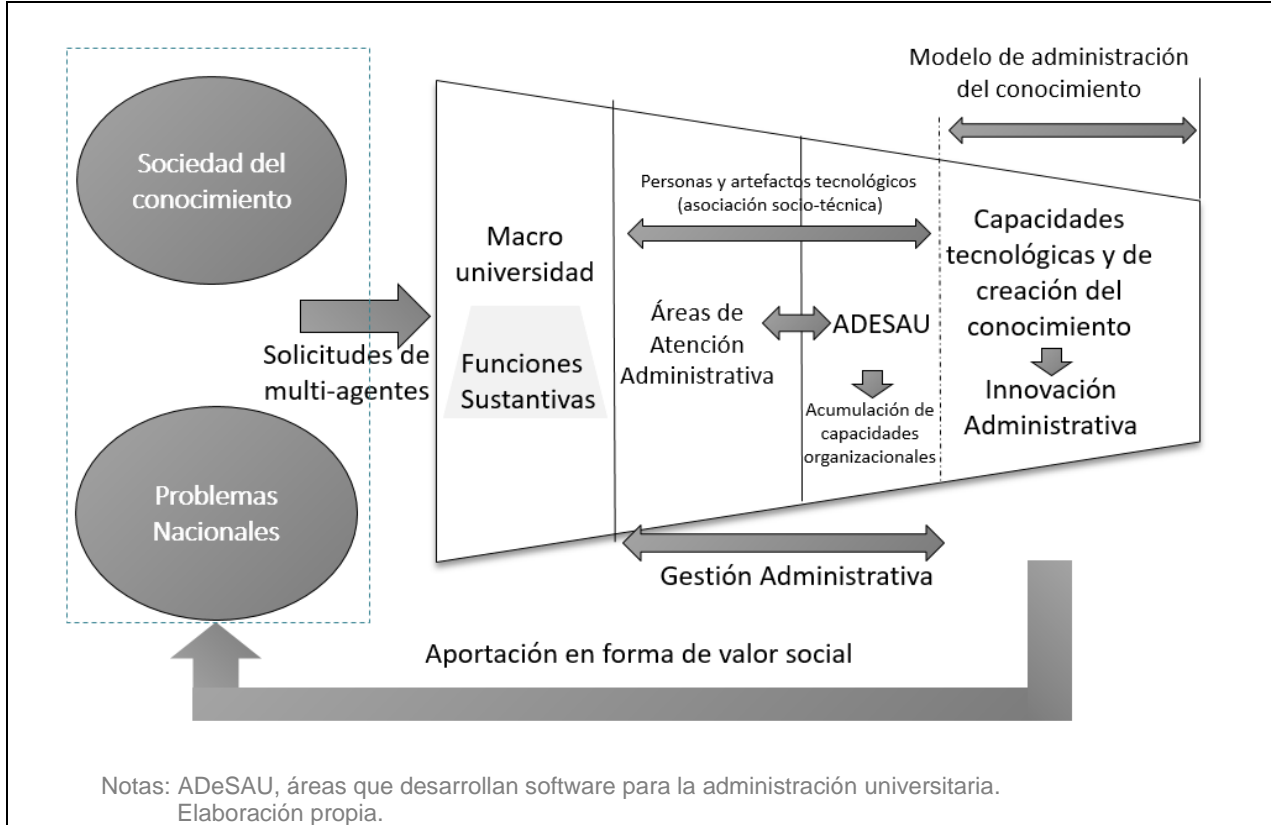 Modelo de administración
del conocimiento
Sociedad del
conocimiento
Personas y artefactos tecnológicos
(asociación socio-técnica)
Macro
universidad
Capacidades
tecnológicas y de
creación del
conocimiento
Áreas de
Atención
Administrativa
ADESAU
Solicitudes de
multi-agentes
Funciones
Sustantivas
Innovación
Administrativa
Acumulación de
capacidades
organizacionales
Problemas
Nacionales
Gestión Administrativa
Aportación en forma de valor social
Notas: ADeSAU, áreas que desarrollan software para la administración universitaria.
Elaboración propia.